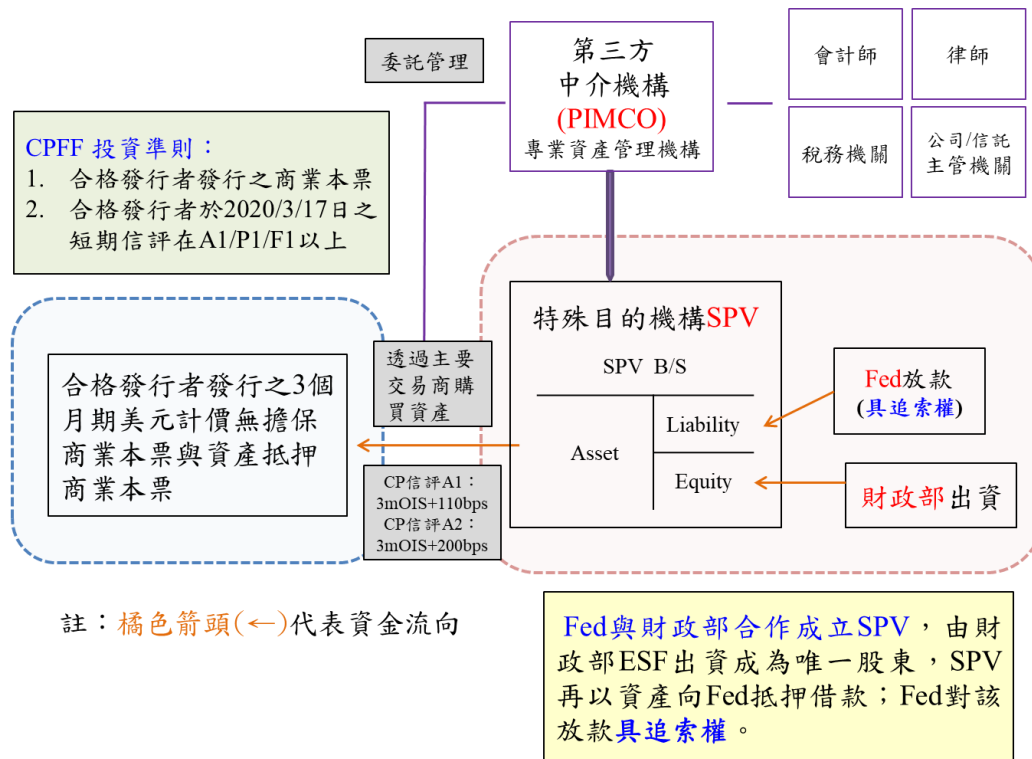 委託管理
第三方
中介機構
(PIMCO)
專業資產管理機構
會計師
律師
稅務機關
公司/信託
主管機關
CPFF 投資準則：
1. 合格發行者發行之商業本票
2. 合格發行者於2020/3/17日之
短期信評在A1/P1/F1以上
合格發行者發行之3個
月期美元計價無擔保
商業本票與資產抵押
商業本票
透過主要
交易商購
買資產
CP信評A1：
3mOIS+110bps
CP信評A2：
3mOIS+200bps
特殊目的機構SPV
SPV B/S
Asset
Liability
Equity
Fed放款
(具追索權)
財政部出資
註：橘色箭頭(←)代表資金流向
Fed與財政部合作成立SPV，由財
政部ESF出資成為唯一股東，SPV
再以資產向Fed抵押借款；Fed對該
放款具追索權。